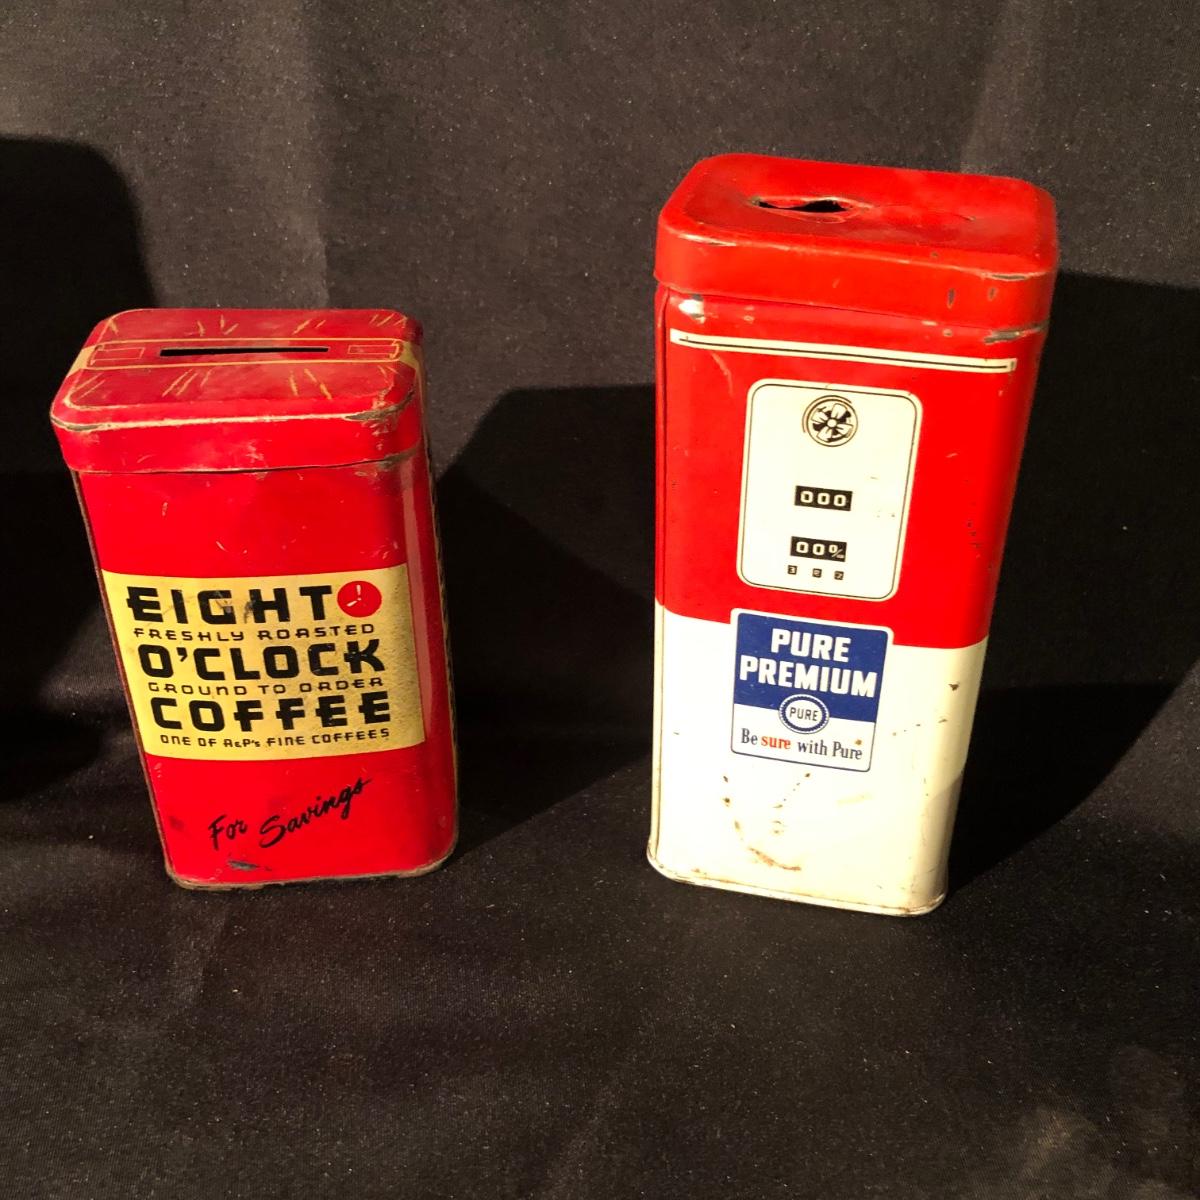 EIGHT
FRESHLY ROASTED
O'CLOCK
GROUND TO ORDER
COFFEE
ONE OF A&P's FINE COFFEES
For Savings
000
00%
PURE
PREMIUM
PURE
Be sure with Pure